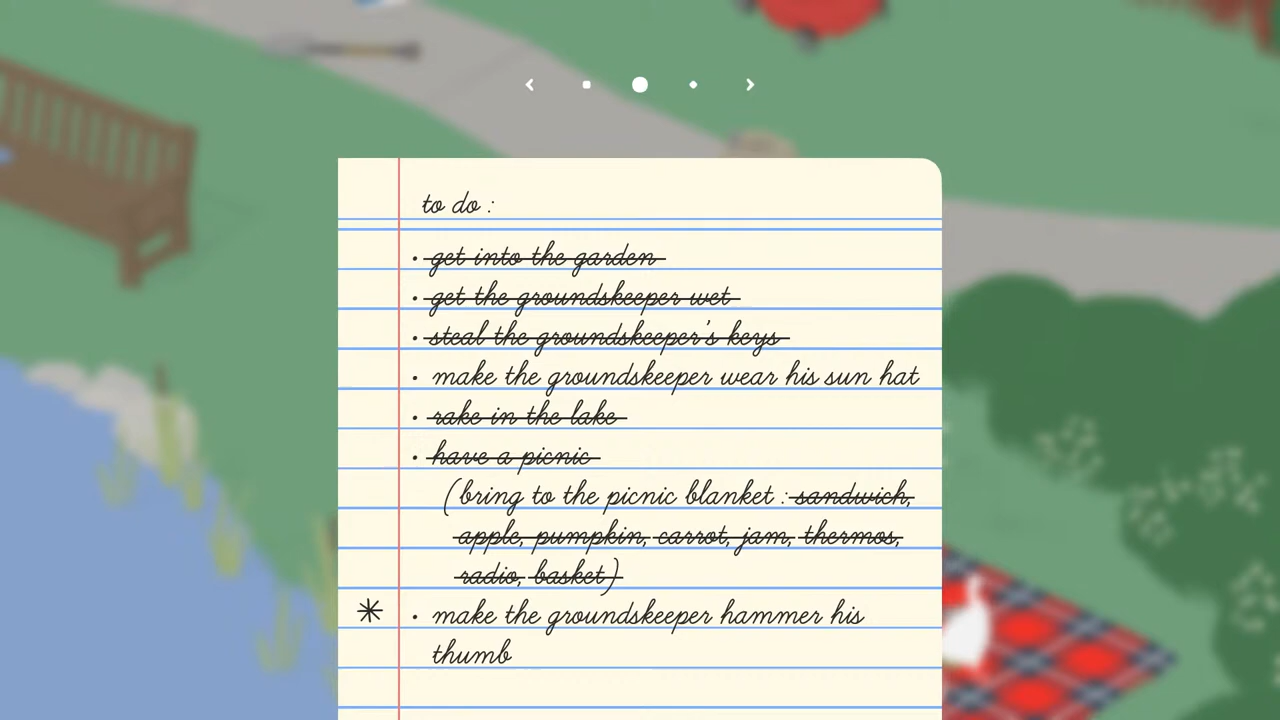 to do :
• get into the garden
• get the groundskeeper wet
• steal the groundskeeper's keys
• make the groundskeeper wear his sun hat
• rake in the lake
• have a picnic
(bring to the picnic blanket : sandwich,
apple, pumpkin, carrot, jam, thermos,
radio, basket)
• make the groundskeeper hammer his
thumb